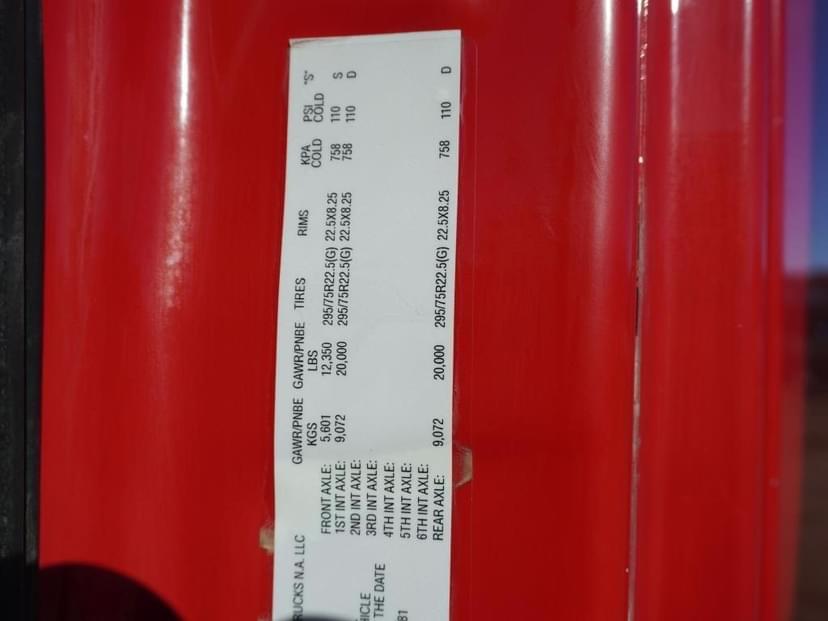 RUCKS N.A. LLC GAWR/PNBE GAWR/PNBE TIRES RIMS KPA PSI "S"
KGS LBS COLD COLD
FRONT AXLE: 5,601 12,350 295/75R22.5(G) 22.5X8.25 758 110 S
1ST INT AXLE: 9,072 20,000 295/75R22.5(G) 22.5X8.25 758 110 D
2ND INT AXLE:
HICLE 3RD INT AXLE:
THE DATE 4TH INT AXLE:
5TH INT AXLE:
81 6TH INT AXLE:
REAR AXLE: 9,072 20,000 295/75R22.5(G) 22.5X8.25 758 110 D